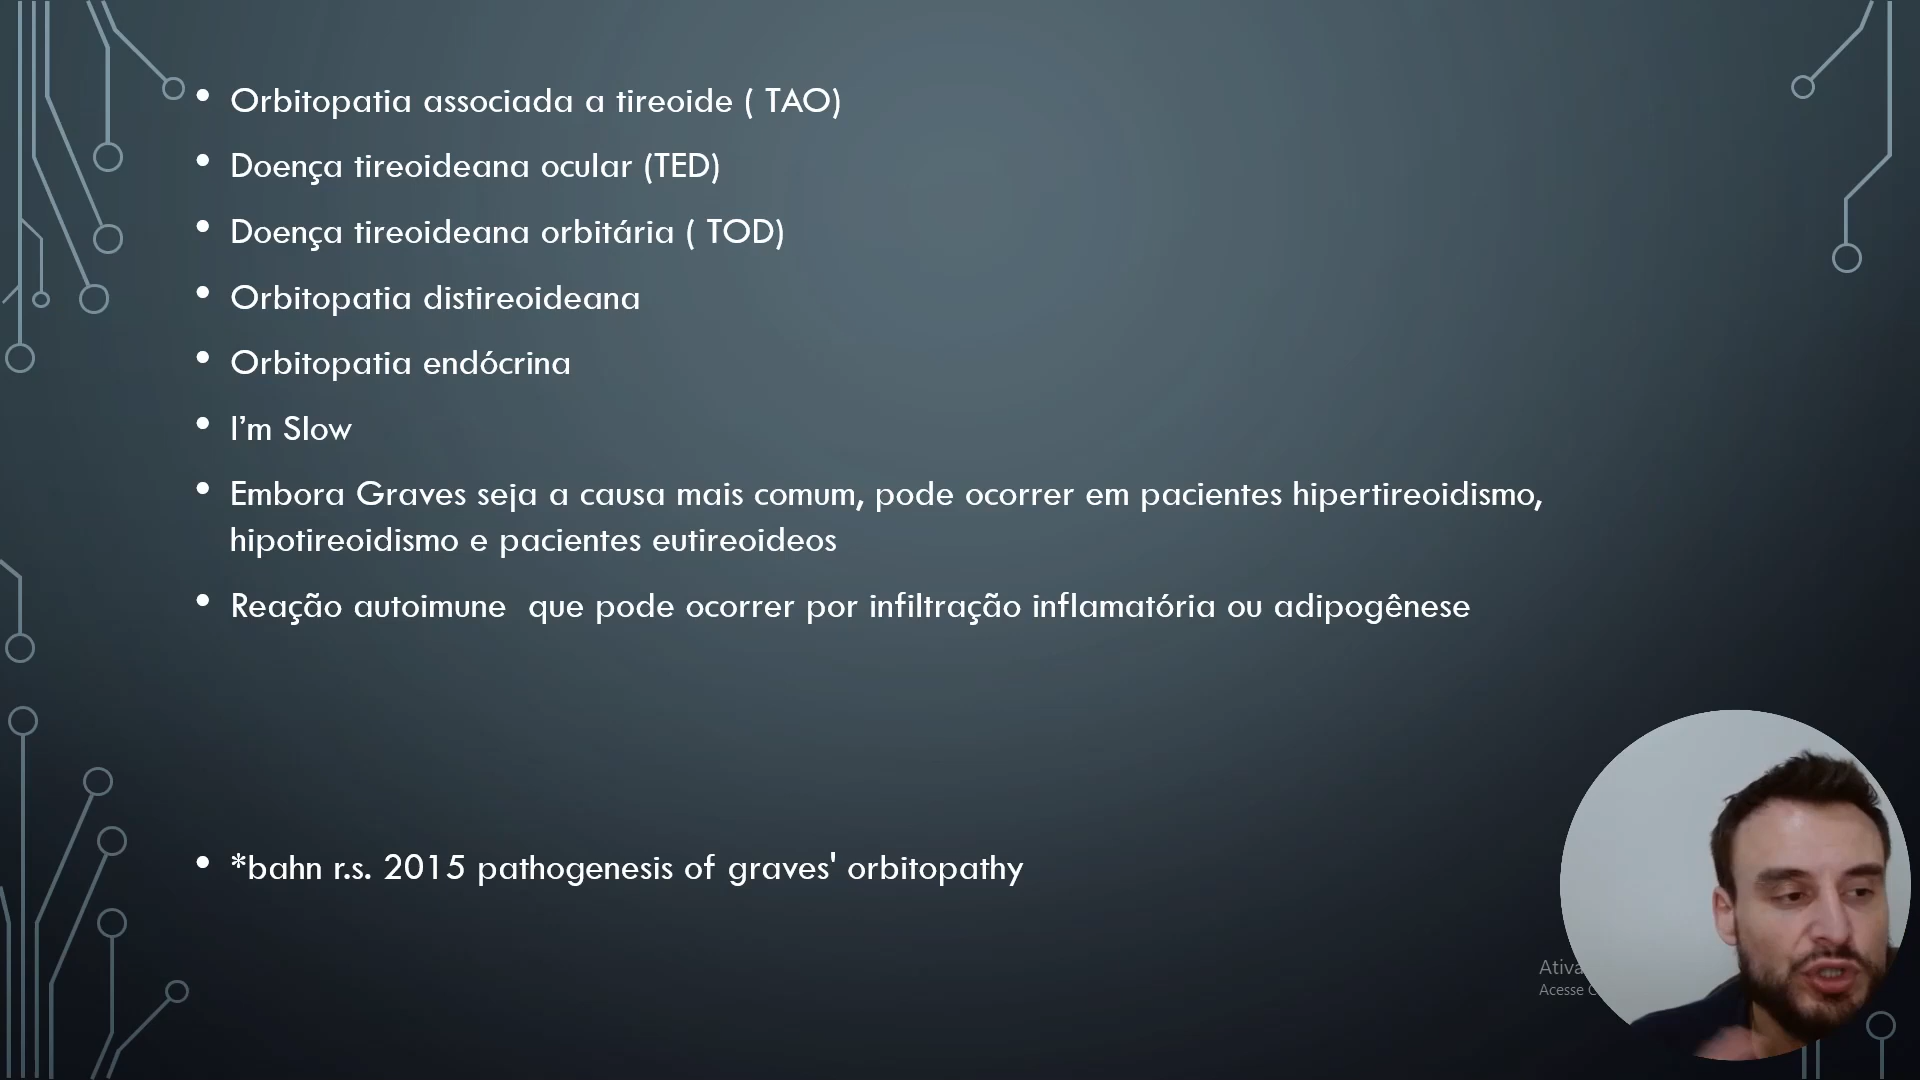 • Orbitopatia associada a tireoide ( TAO)
• Doença tireoideana ocular (TED)
• Doença tireoideana orbitária ( TOD)
• Orbitopatia distireoideana
• Orbitopatia endócrina
• I'm Slow
• Embora Graves seja a causa mais comum, pode ocorrer em pacientes hipertireoidismo,
hipotireoidismo e pacientes eutireoideos
• Reação autoimune  que pode ocorrer por infiltração inflamatória ou adipogênese
• *bahn r.s. 2015 pathogenesis of graves' orbitopathy
Acesse